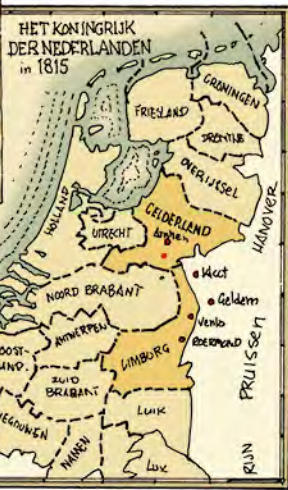 HET KONINGRIJK
DER NEDERLANDEN
in 1815
GRONINGEN
FRIESLAND
DRENTHE
OVERIJSSEL
HOLLAND
GELDERLAND
HANOVER
UTRECHT
Arnhem
Geldern
NOORD BRABANT
Venlo
ROERMOND
ANTWERPEN
LIMBURG
OOST-
ZUID
BRABANT
PRUISSEN
LUIK
NAMEN
LUX
RIJN